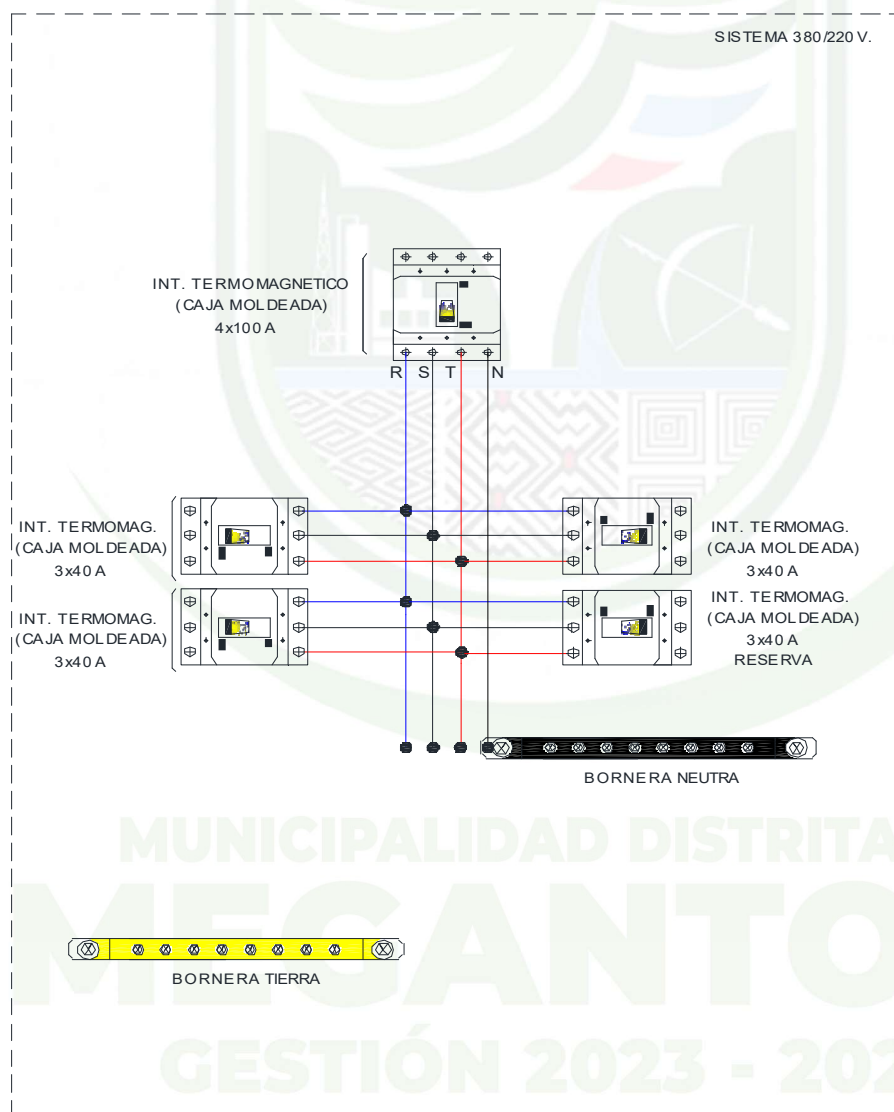 SISTEMA 380/220 V.
INT. TERMOMAGNETICO
(CAJA MOLDEADA)
4x100 A
R S T N
INT. TERMOMAG.
(CAJA MOLDEADA)
3x40 A
INT. TERMOMAG.
(CAJA MOLDEADA)
3x40 A
INT. TERMOMAG.
(CAJA MOLDEADA)
3x40 A
INT. TERMOMAG.
(CAJA MOLDEADA)
3x40 A
RESERVA
BORNERA NEUTRA
MUNICIPALIDAD DISTRITA
MEGANTO
BORNERA TIERRA
GESTIÓN 2023 - 202